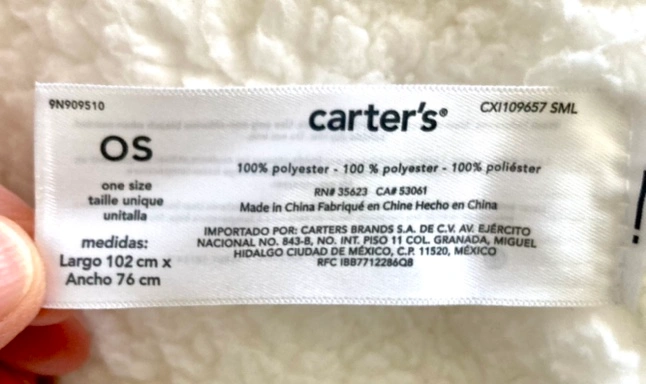 9N909S10
OS
one size
taille unique
unitalla
medidas:
Largo 102 cm x
Ancho 76 cm
carter's®
CXI109657 SML
100% polyester - 100 % polyester - 100% poliéster
RN# 35623 CA# 53061
Made in China Fabriqué en Chine Hecho en China
IMPORTADO POR: CARTERS BRANDS S.A. DE C.V. AV. EJÉRCITO
NACIONAL NO. 843-B, NO. INT. PISO 11 COL. GRANADA, MIGUEL
HIDALGO CIUDAD DE MÉXICO, C.P. 11520, MÉXICO
RFC IBB7712286Q8